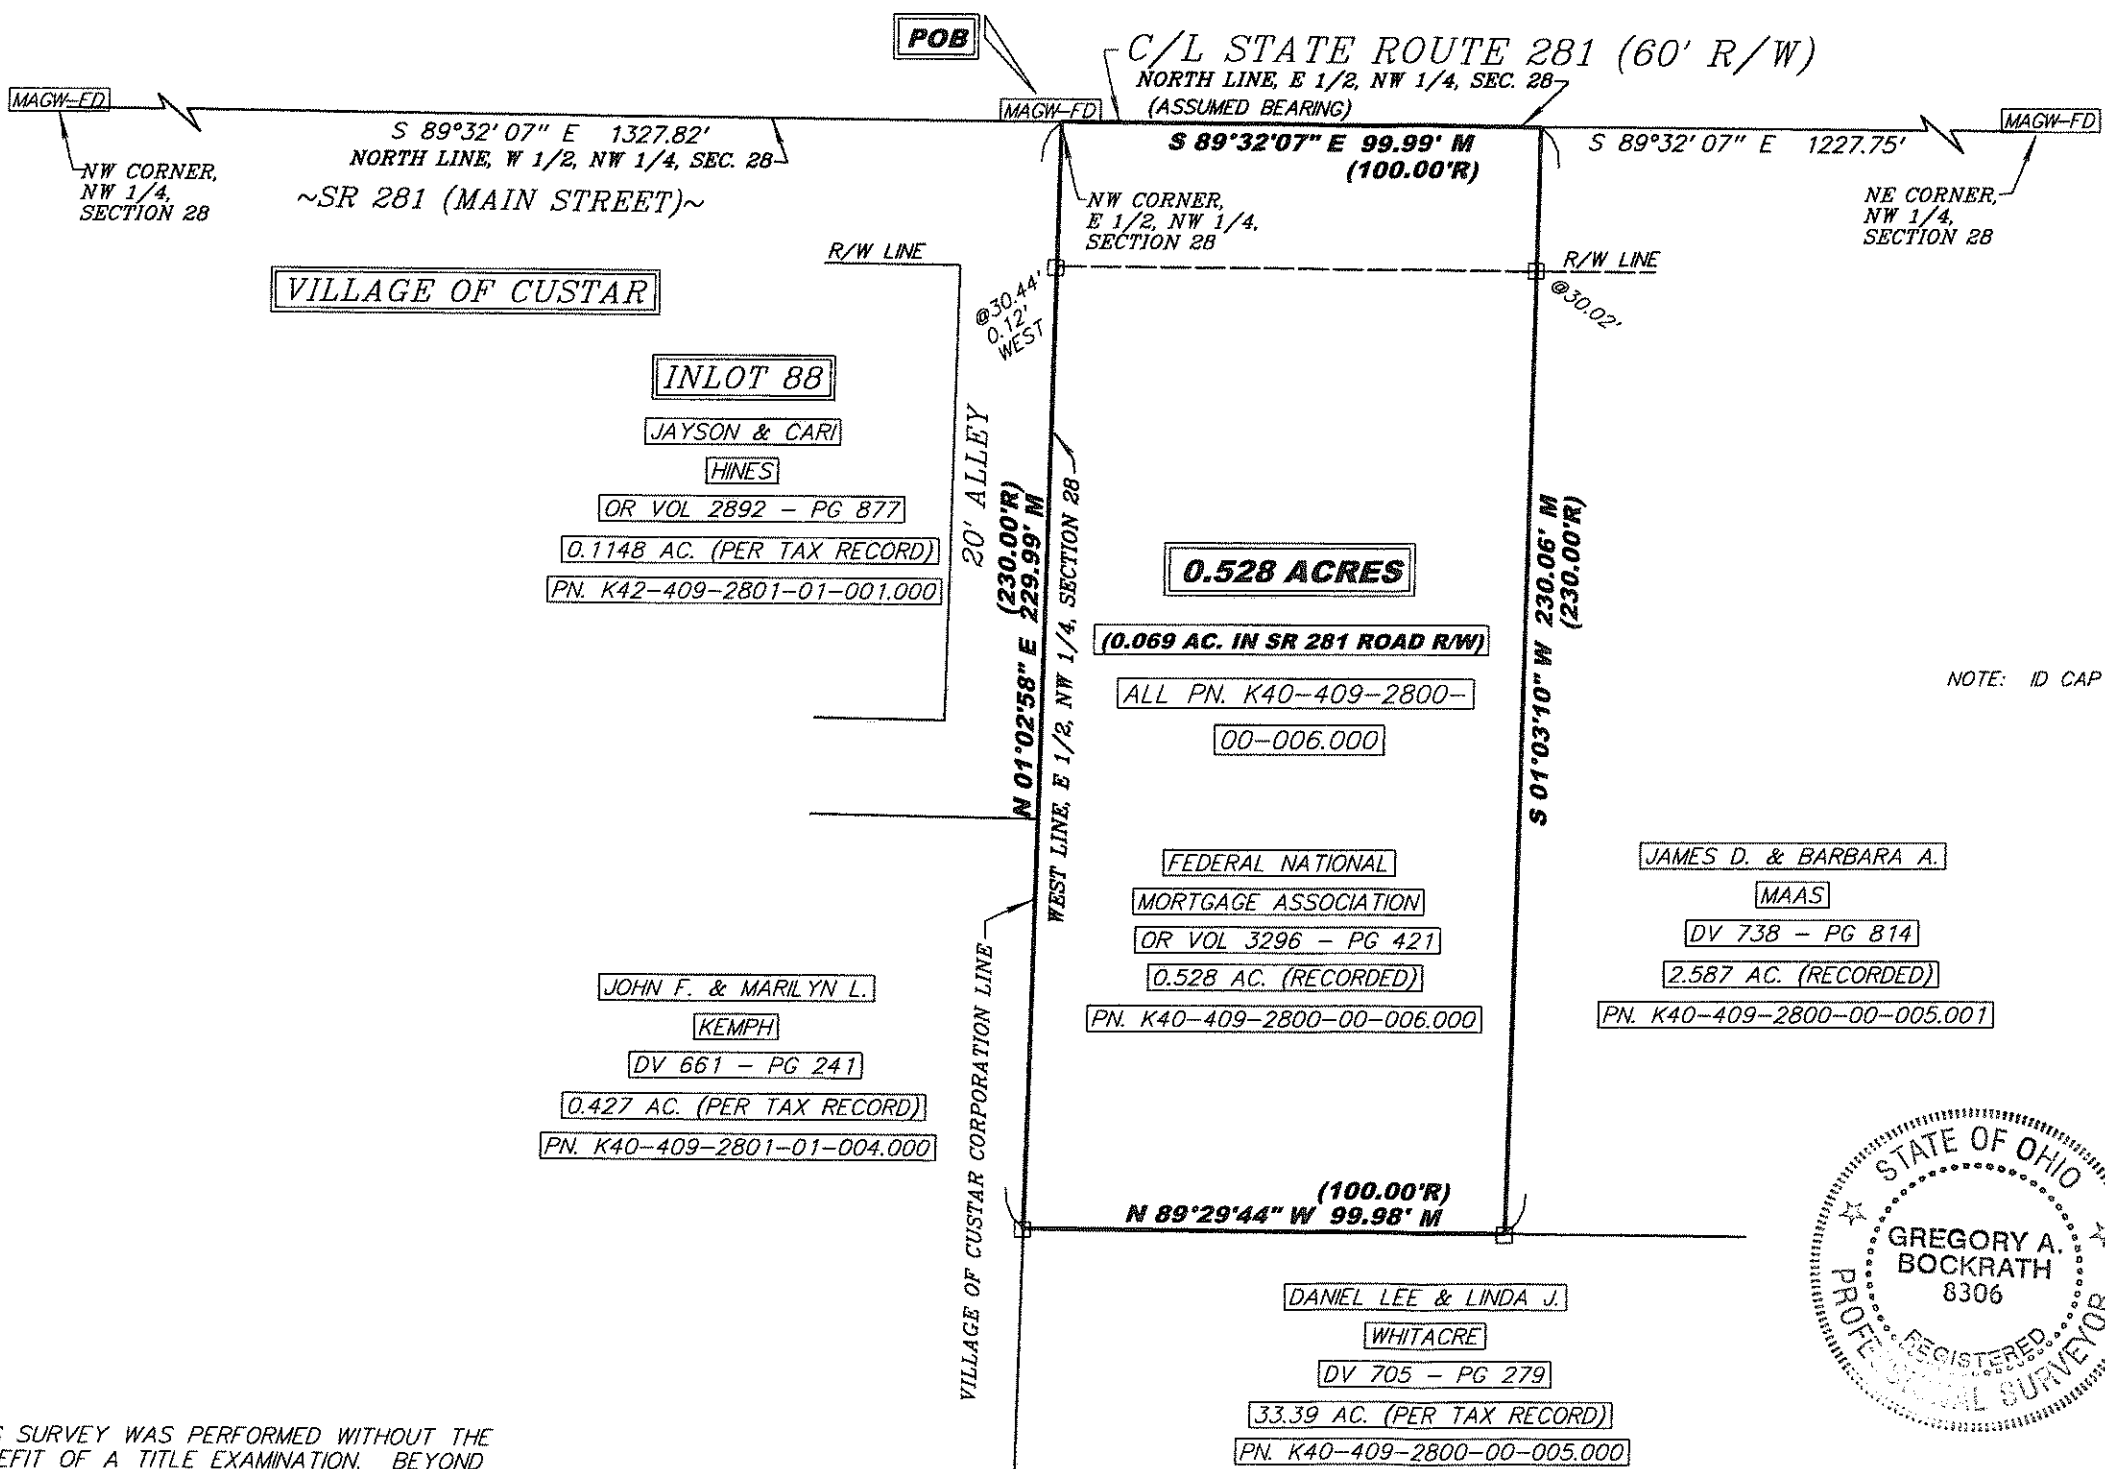 POB
C/L STATE ROUTE 281 (60' R/W)
NORTH LINE, E 1/2, NW 1/4, SEC. 28
(ASSUMED BEARING)
MAGW-FD
MAGW-FD
MAGW-FD
S 89°32'07" E 1327.82'
NORTH LINE, W 1/2, NW 1/4, SEC. 28
~SR 281 (MAIN STREET)~
S 89°32'07" E 99.99' M
(100.00'R)
S 89°32'07" E 1227.75'
NW CORNER,
NW 1/4,
SECTION 28
NW CORNER,
E 1/2, NW 1/4,
SECTION 28
NE CORNER,
NW 1/4,
SECTION 28
R/W LINE
R/W LINE
VILLAGE OF CUSTAR
@30.44'
0.12'
WEST
@30.02'
INLOT 88
JAYSON & CARI
HINES
OR VOL 2892 - PG 877
0.1148 AC. (PER TAX RECORD)
PN. K42-409-2801-01-001.000
20' ALLEY
(230.00'R)
N 01°02'58" E 229.99' M
WEST LINE, E 1/2, NW 1/4, SECTION 28
0.528 ACRES
(0.069 AC. IN SR 281 ROAD R/W)
ALL PN. K40-409-2800-
00-006.000
S 01°03'10" W 230.06' M
(230.00'R)
NOTE: ID CAP
FEDERAL NATIONAL
MORTGAGE ASSOCIATION
OR VOL 3296 - PG 421
0.528 AC. (RECORDED)
PN. K40-409-2800-00-006.000
JAMES D. & BARBARA A.
MAAS
DV 738 - PG 814
2.587 AC. (RECORDED)
PN. K40-409-2800-00-005.001
JOHN F. & MARILYN L.
KEMPH
DV 661 - PG 241
0.427 AC. (PER TAX RECORD)
PN. K40-409-2801-01-004.000
VILLAGE OF CUSTAR CORPORATION LINE
(100.00'R)
N 89°29'44" W 99.98' M
DANIEL LEE & LINDA J.
WHITACRE
DV 705 - PG 279
33.39 AC. (PER TAX RECORD)
PN. K40-409-2800-00-005.000
STATE OF OHIO
GREGORY A.
BOCKRATH
8306
REGISTERED
PROFESSIONAL SURVEYOR
S SURVEY WAS PERFORMED WITHOUT THE
EFIT OF A TITLE EXAMINATION. BEYOND